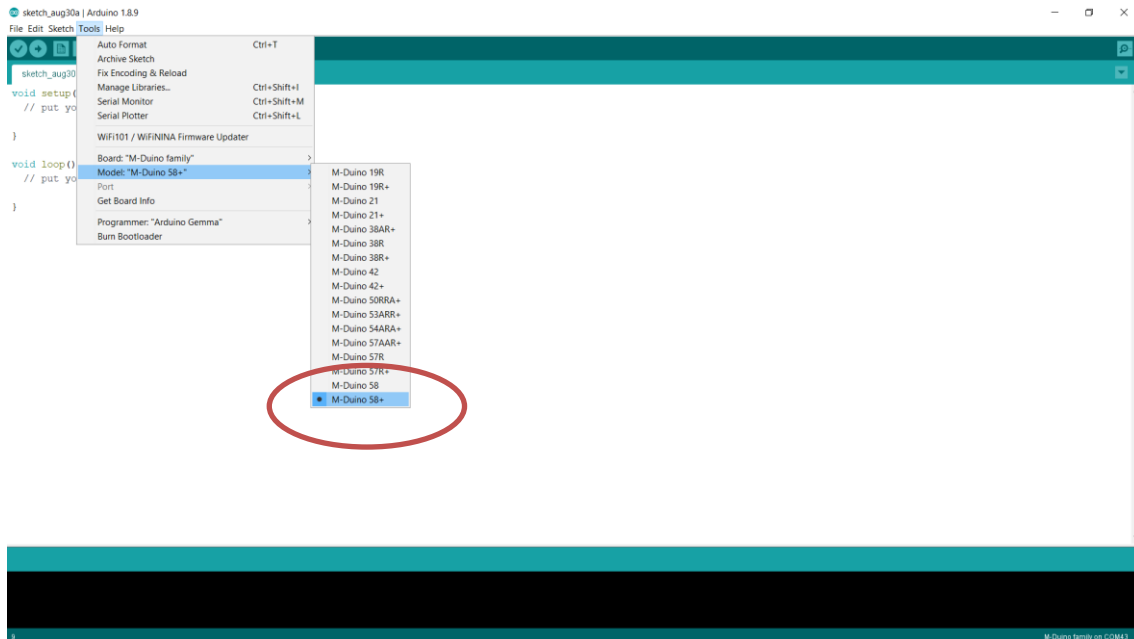 sketch_aug30a | Arduino 1.8.9
File Edit Sketch Tools Help
sketch_aug30
Auto Format Ctrl+T
Archive Sketch
Fix Encoding & Reload
Manage Libraries... Ctrl+Shift+I
Serial Monitor Ctrl+Shift+M
Serial Plotter Ctrl+Shift+L
WiFi101 / WiFiNINA Firmware Updater
Board: "M-Duino family"
Model: "M-Duino 58+"
Port
Get Board Info
Programmer: "Arduino Gemma"
Burn Bootloader
void setup(
// put yo
}
void loop()
// put yo
}
M-Duino 19R
M-Duino 19R+
M-Duino 21
M-Duino 21+
M-Duino 38AR+
M-Duino 38R
M-Duino 38R+
M-Duino 42
M-Duino 42+
M-Duino 50RRA+
M-Duino 53ARR+
M-Duino 54ARA+
M-Duino 57AAR+
M-Duino 57R
M-Duino 57R+
M-Duino 58
M-Duino 58+
9
M-Duino family on COM43